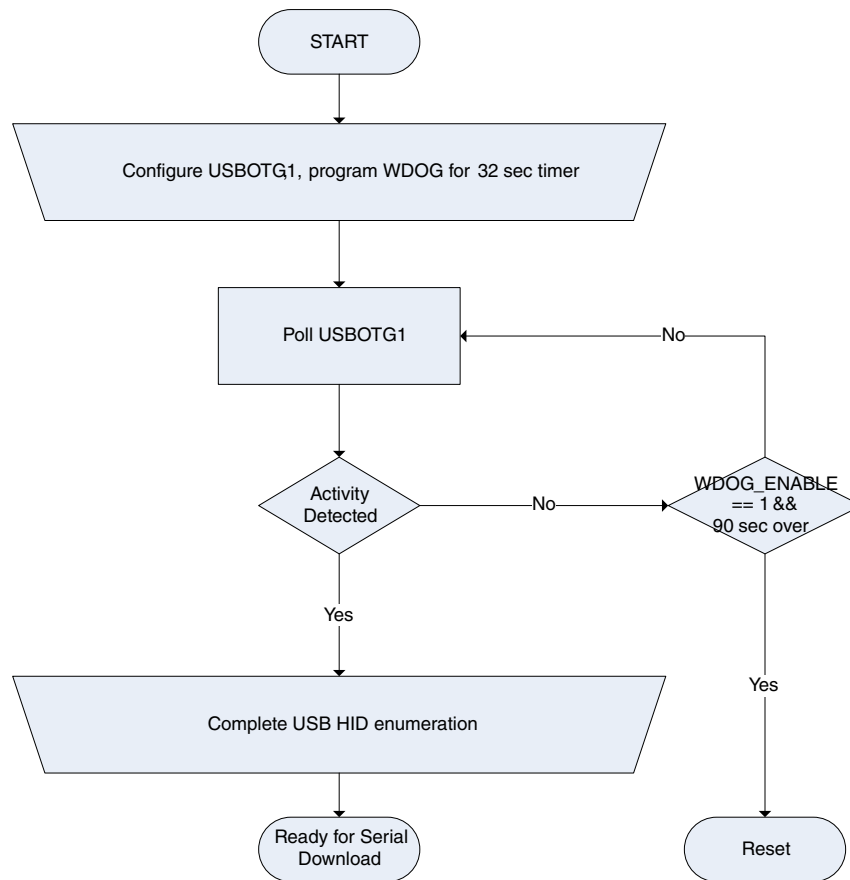 START
Configure USBOTG1, program WDOG for 32 sec timer
Poll USBOTG1
No
Activity
Detected
No
WDOG_ENABLE
== 1 &&
90 sec over
Yes
Yes
Complete USB HID enumeration
Ready for Serial
Download
Reset